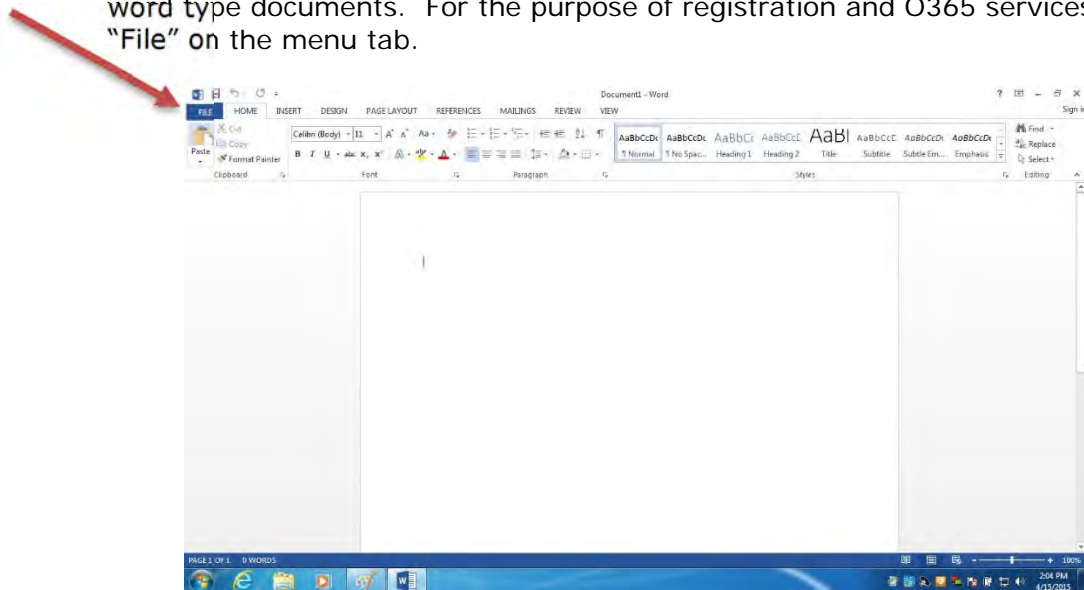 word type documents. For the purpose of registration and O365 services
"File" on the menu tab.
Document1 - Word
Sign in
FILE HOME INSERT DESIGN PAGE LAYOUT REFERENCES MAILINGS REVIEW VIEW
Cut
Copy
Paste
Format Painter
Calibri (Body) 11
AaBbCcDc AaBbCcDc AaBbCc AaBbCcE AaBI AaBbCcE AaBbCcDc AaBbCcDc
¶ Normal ¶ No Spac... Heading 1 Heading 2 Title Subtitle Subtle Em... Emphasis
Find
Replace
Select
Clipboard Font Paragraph Styles Editing
PAGE 1 OF 1 0 WORDS
100%
2:04 PM
4/15/2015